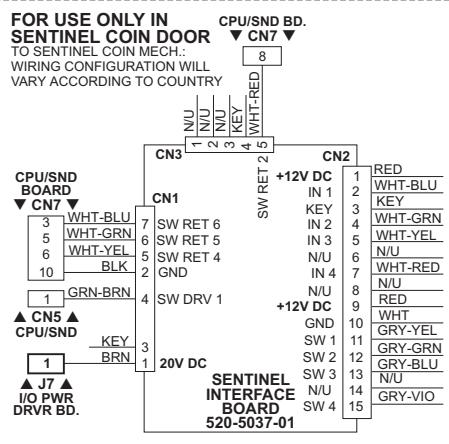 FOR USE ONLY IN
SENTINEL COIN DOOR
TO SENTINEL COIN MECH.:
WIRING CONFIGURATION WILL
VARY ACCORDING TO COUNTRY
CPU/SND BD.
▼ CN7 ▼
8
WHT-RED
N/U
N/U
N/U
KEY
1
2
3
4
5
CN3
SW RET 2
CPU/SND
BOARD
▼ CN7 ▼
3 WHT-BLU 7 SW RET 6
5 WHT-GRN 6 SW RET 5
6 WHT-YEL 5 SW RET 4
10 BLK 2 GND
CN1
1 GRN-BRN 4 SW DRV 1
▲ CN5 ▲
CPU/SND
KEY 3
1 BRN 1 20V DC
▲ J7 ▲
I/O PWR
DRVR BD.
CN2
+12V DC 1 RED
IN 1 2 WHT-BLU
KEY 3 KEY
IN 2 4 WHT-GRN
IN 3 5 WHT-YEL
N/U 6 N/U
IN 4 7 WHT-RED
N/U 8 N/U
+12V DC 9 RED
GND 10 WHT
SW 1 11 GRY-YEL
SW 2 12 GRY-GRN
SW 3 13 GRY-BLU
N/U 14 N/U
SW 4 15 GRY-VIO
SENTINEL
INTERFACE
BOARD
520-5037-01